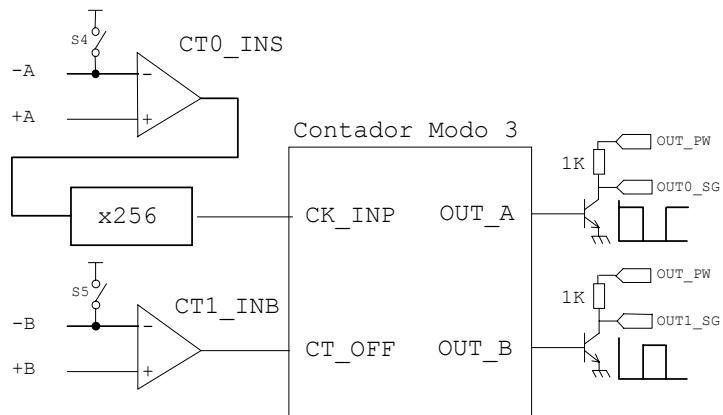 S4
CT0_INS
-A
-
+A
+
Contador Modo 3
x256
CK_INP
OUT_A
OUT_PW
1K
OUT0_SG
S5
CT1_INB
-B
-
+B
+
CT_OFF
OUT_B
OUT_PW
1K
OUT1_SG